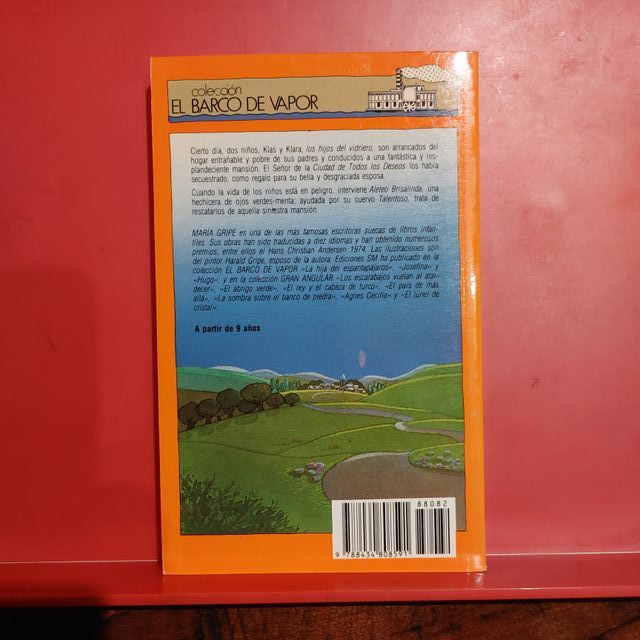 colección
EL BARCO DE VAPOR
Cierto día, dos niños, Klas y Klara, los hijos del vidriero, son arrancados del
hogar entrañable y pobre de sus padres y conducidos a una fantástica y res-
plandeciente mansión. El Señor de la Ciudad de Todos los Deseos los había
secuestrado, como regalo para su bella y desgraciada esposa.
Cuando la vida de los niños está en peligro, interviene Aleteo Brisalinda, una
hechicera de ojos verdes-menta, ayudada por su cuervo Talentoso, trata de
rescatarlos de aquella siniestra mansión.
MARIA GRIPE es una de las más famosas escritoras suecas de libros infan-
tiles. Sus obras han sido traducidas a diez idiomas y han obtenido numerosos
premios, entre ellos el Hans Christian Andersen 1974. Las ilustraciones son
del pintor Harald Gripe, esposo de la autora. Ediciones SM ha publicado en la
colección EL BARCO DE VAPOR «La hija del espantapájaros», «Josefina» y
«Hugo», y en la colección GRAN ANGULAR «Los escarabajos vuelan al atar-
decer», «El abrigo verde», «El rey y el cabeza de turco», «El país de más
allá», «La sombra sobre el banco de piedra», «Agnes Cecilia» y «El túnel de
cristal».
A partir de 9 años
88082
9 788434 808591